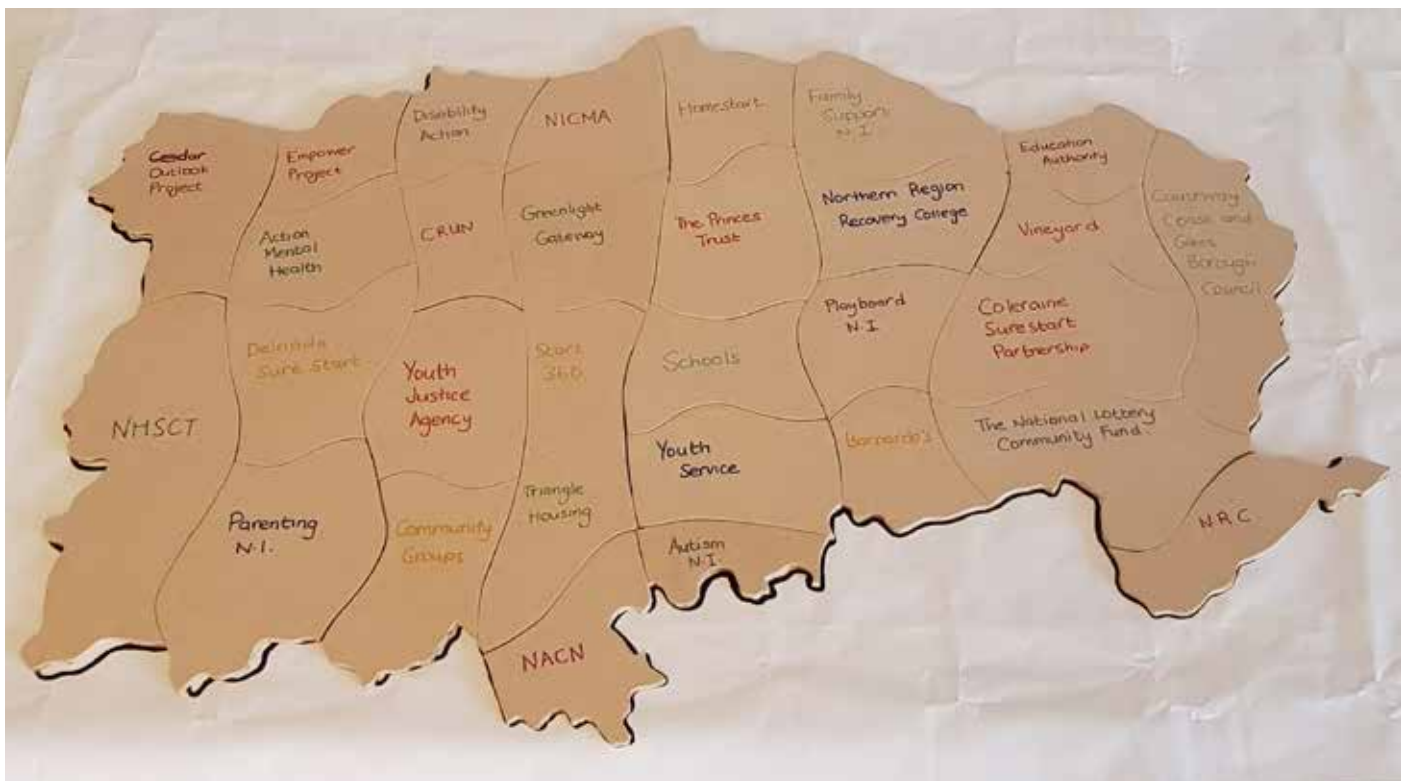 Cedar
Outlook
Project
Empower
Project
Disability
Action
NICMA
Homestart
Family
Support
N.I.
Education
Authority
Action
Mental
Health
CRUN
Greenlight
Gateway
The Princes
Trust
Northern Region
Recovery College
Vineyard
Causeway
Coast and
Glens
Borough
Council
NHSCT
Sure Start
Youth
Justice
Agency
Start
360
Schools
Playboard
N.I.
Coleraine
Surestart
Partnership
Parenting
N.I.
Community
Groups
Triangle
Housing
Youth
Service
Barnardo's
The National Lottery
Community Fund.
Autism
N.I.
N.R.C.
NACN